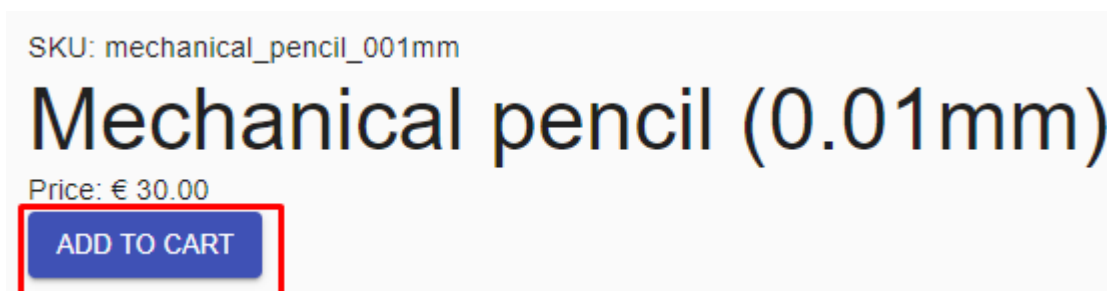 SKU: mechanical_pencil_001mm
Mechanical pencil (0.01mm)
Price: € 30.00
ADD TO CART